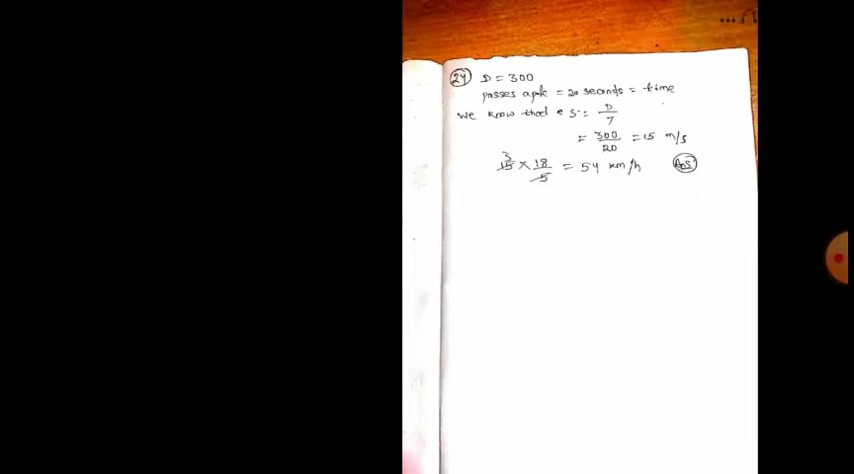 24 D = 300
passes a pole = 20 seconds = time
We know that S = D/T
= 300/20 = 15 m/s
3
15 × 18/5 = 54 km/h Ans